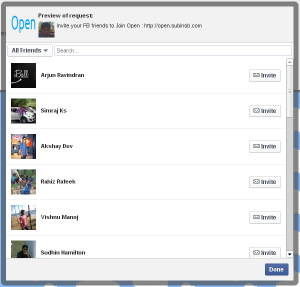 Open
Preview of request:
Invite your FB friends to Join Open : http://open.subinsb.com
All Friends
Search...
Arjun Ravindran
Invite
Simraj Ks
Invite
Akshay Dev
Invite
Rahiz Rafeek
Invite
Vishnu Manoj
Invite
Sudhin Hamilton
Invite
Done